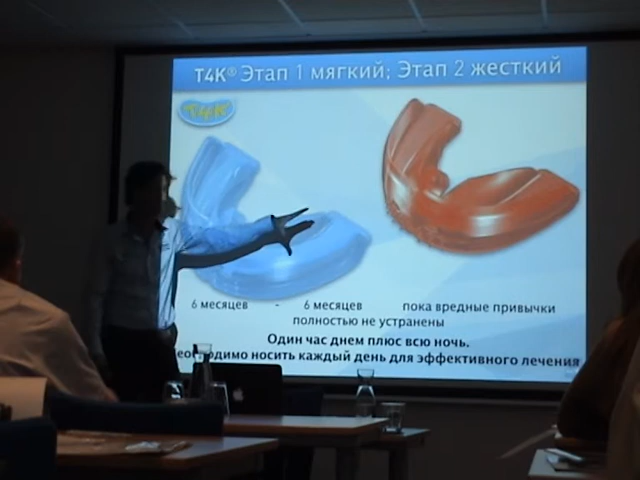 T4K® Этап 1 мягкий; Этап 2 жесткий
T4K
6 месяцев - 6 месяцев пока вредные привычки
полностью не устранены
Один час днем плюс всю ночь.
еобходимо носить каждый день для эффективного лечения